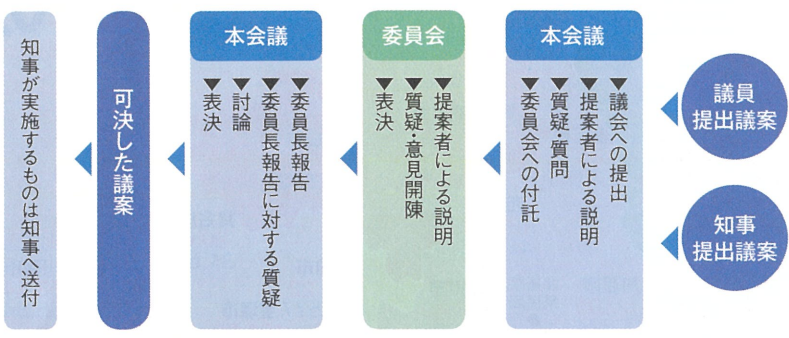 議員
提出議案
知事
提出議案
本会議
▼議会への提出
▼提案者による説明
▼質疑・質問
▼委員会への付託
委員会
▼提案者による説明
▼質疑・意見開陳
▼表決
本会議
▼委員長報告
▼委員長報告に対する質疑
▼討論
▼表決
可決した議案
知事が実施するものは知事へ送付